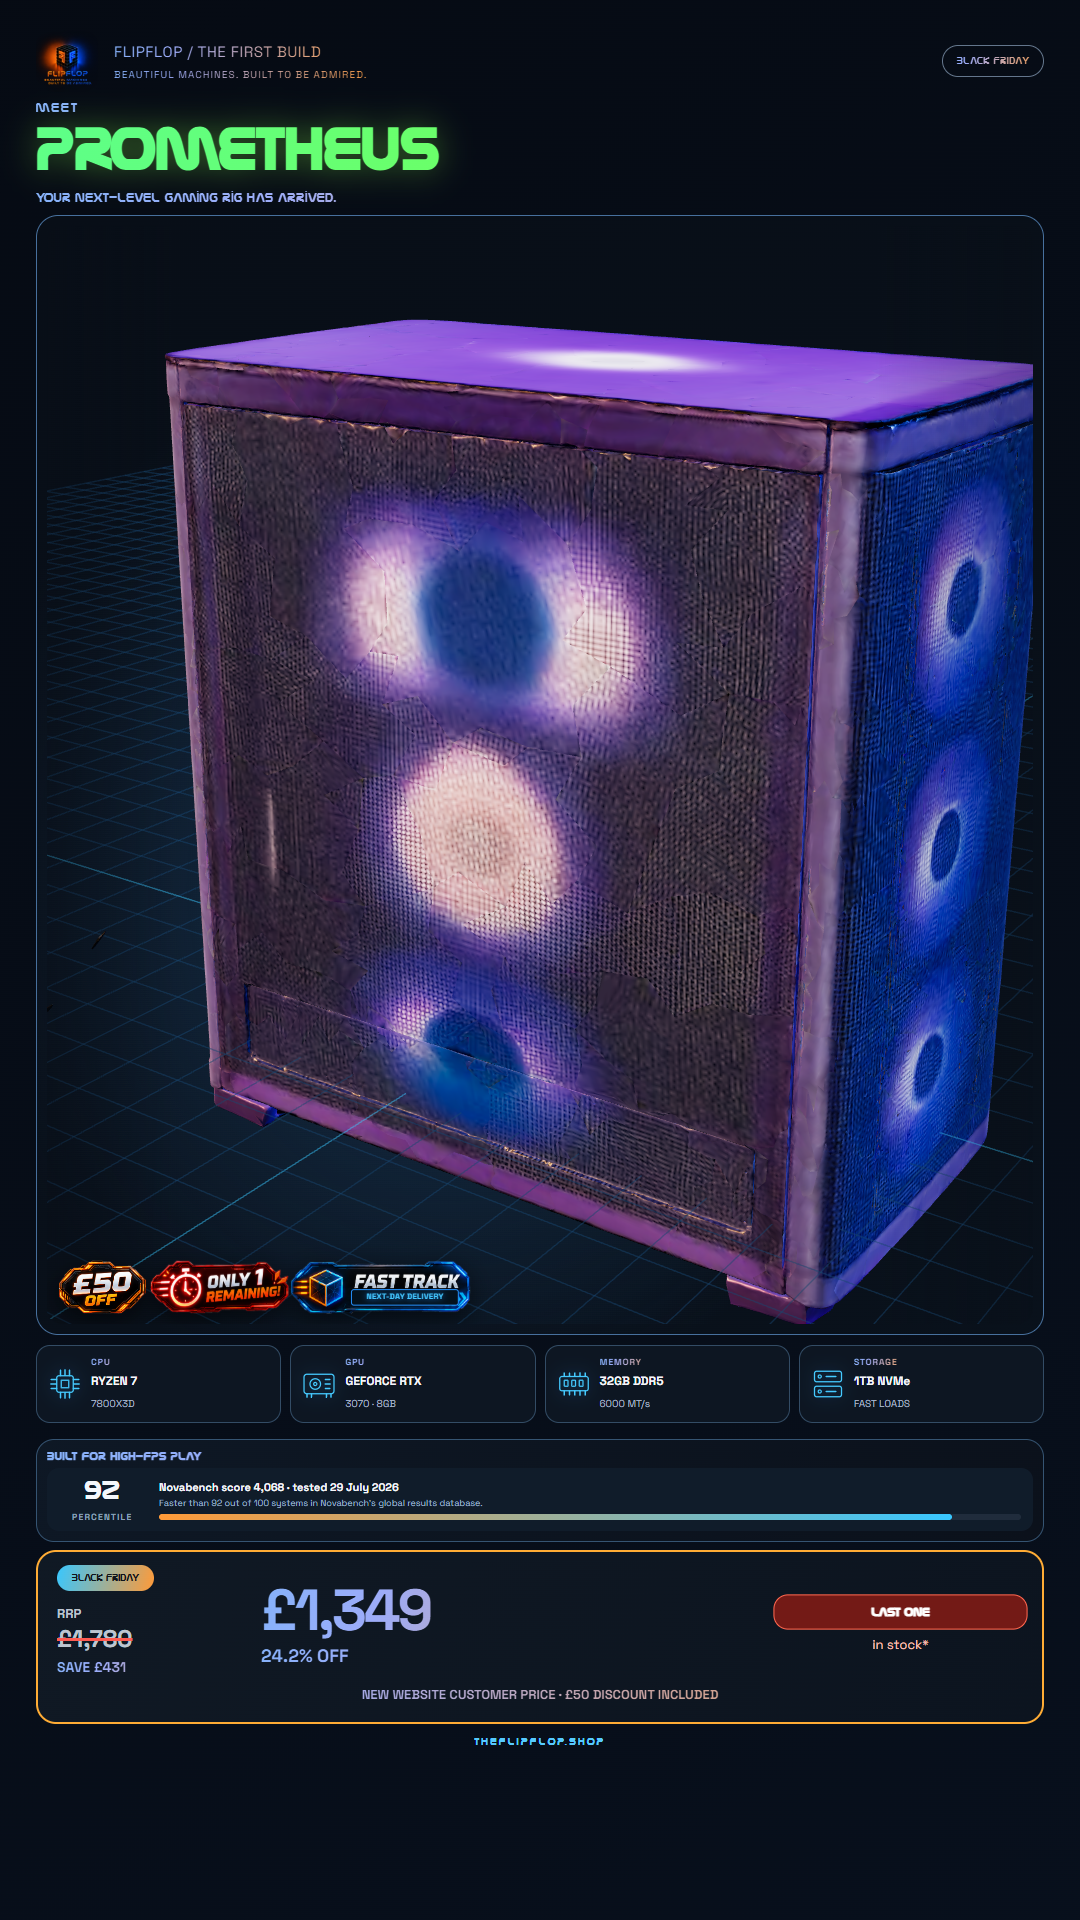 FLIPFLOP
FLIPFLOP / THE FIRST BUILD
BEAUTIFUL MACHINES. BUILT TO BE ADMIRED.
BLACK FRIDAY
MEET
PROMETHEUS
YOUR NEXT-LEVEL GAMING RIG HAS ARRIVED.
£50 OFF
ONLY 1 REMAINING!
FAST TRACK
NEXT-DAY DELIVERY
CPU
RYZEN 7
7800X3D
GPU
GEFORCE RTX
3070 · 8GB
MEMORY
32GB DDR5
6000 MT/s
STORAGE
1TB NVMe
FAST LOADS
BUILT FOR HIGH-FPS PLAY
92
PERCENTILE
Novabench score 4,068 · tested 29 July 2026
Faster than 92 out of 100 systems in Novabench's global results database.
BLACK FRIDAY
RRP
£1,780
SAVE £431
£1,349
24.2% OFF
LAST ONE
in stock*
NEW WEBSITE CUSTOMER PRICE · £50 DISCOUNT INCLUDED
THEFLIPFLOP.SHOP